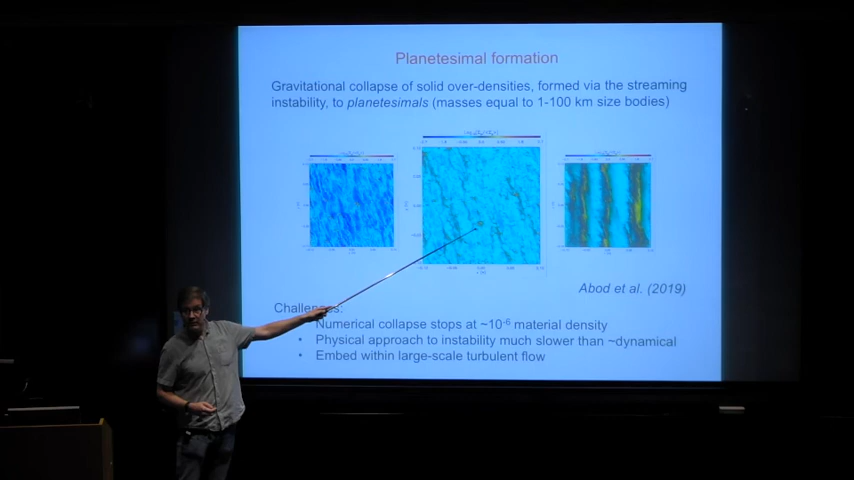 Planetesimal formation
Gravitational collapse of solid over-densities, formed via the streaming
instability, to planetesimals (masses equal to 1-100 km size bodies)
Abod et al. (2019)
Challenges:
Numerical collapse stops at ~10⁻⁶ material density
• Physical approach to instability much slower than ~dynamical
• Embed within large-scale turbulent flow